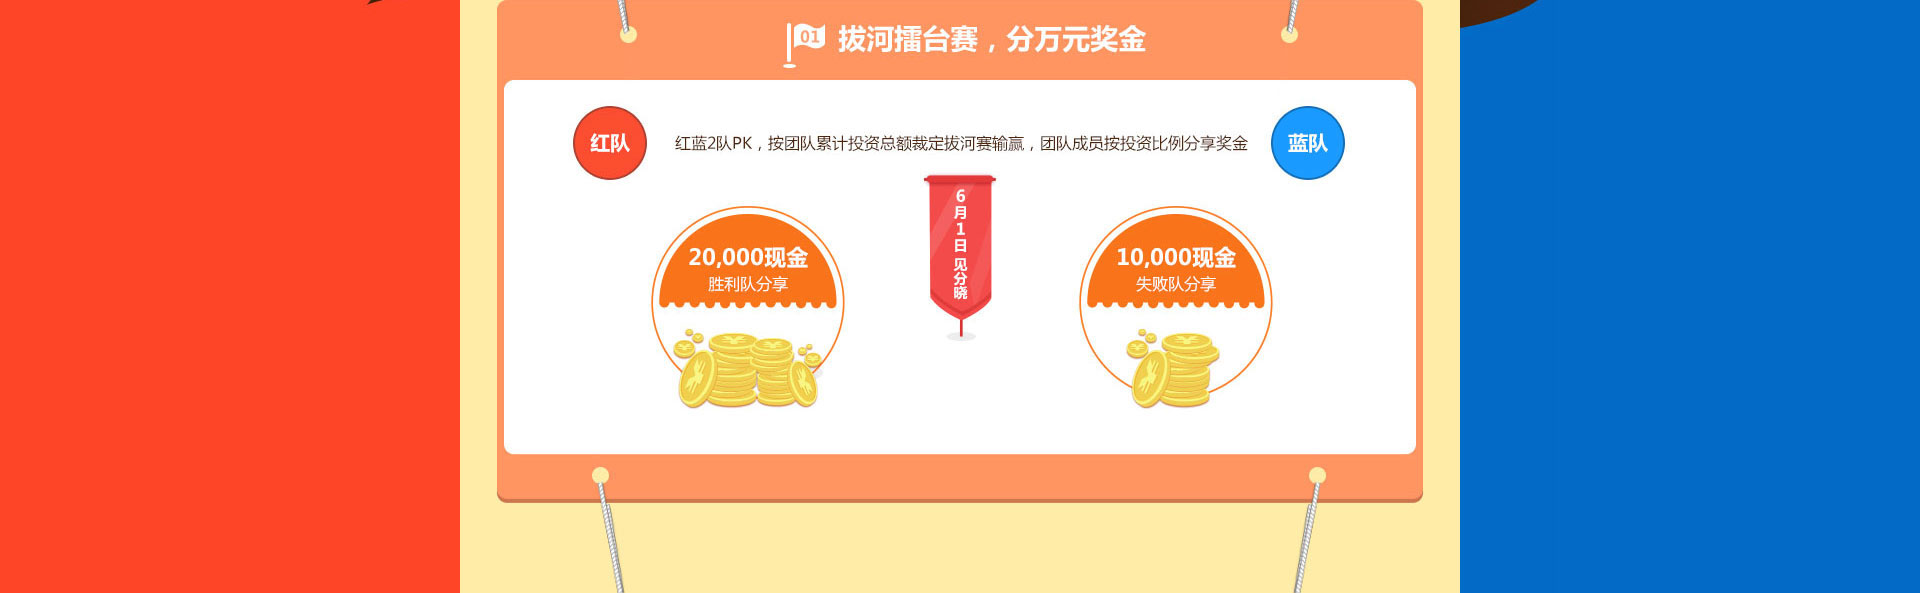 01
拔河擂台赛，分万元奖金
红队
红蓝2队PK，按团队累计投资总额裁定拔河赛输赢，团队成员按投资比例分享奖金
蓝队
20,000现金
胜利队分享
6月1日 见分晓
10,000现金
失败队分享